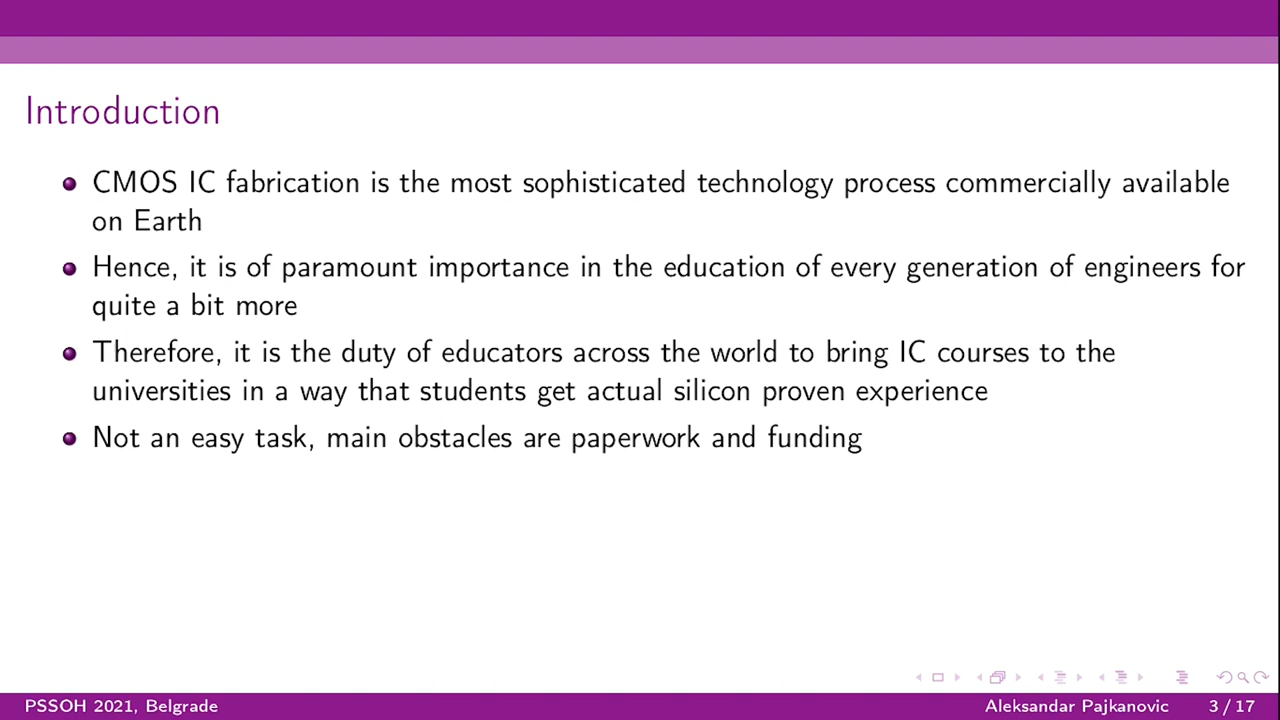 Introduction
CMOS IC fabrication is the most sophisticated technology process commercially available
on Earth
Hence, it is of paramount importance in the education of every generation of engineers for
quite a bit more
Therefore, it is the duty of educators across the world to bring IC courses to the
universities in a way that students get actual silicon proven experience
Not an easy task, main obstacles are paperwork and funding
PSSOH 2021, Belgrade
Aleksandar Pajkanovic
3 / 17